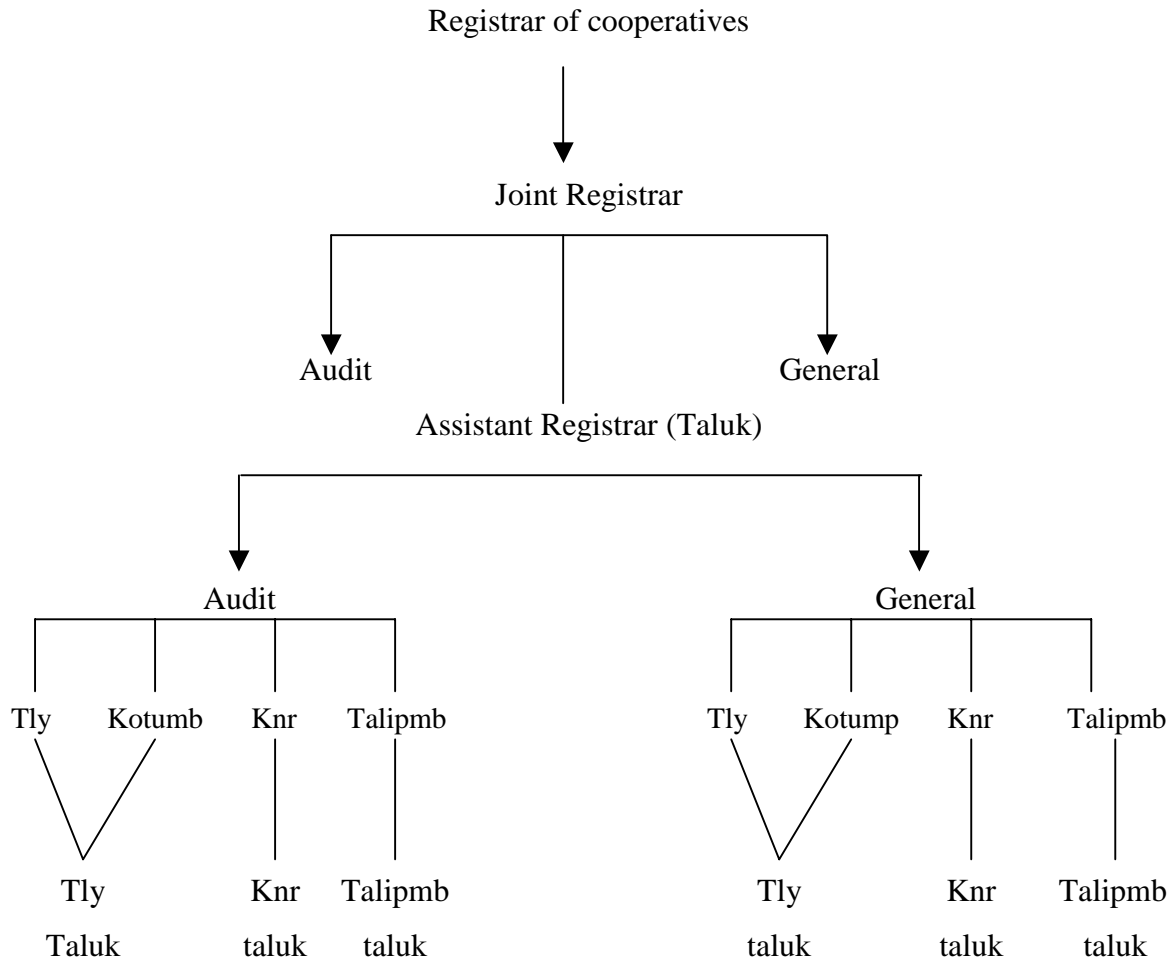 Registrar of cooperatives
Joint Registrar
Audit General
Assistant Registrar (Taluk)
Audit General
Tly Kotumb Knr Talipmb Tly Kotump Knr Talipmb
Tly Knr Talipmb Tly Knr Talipmb
Taluk taluk taluk taluk taluk taluk